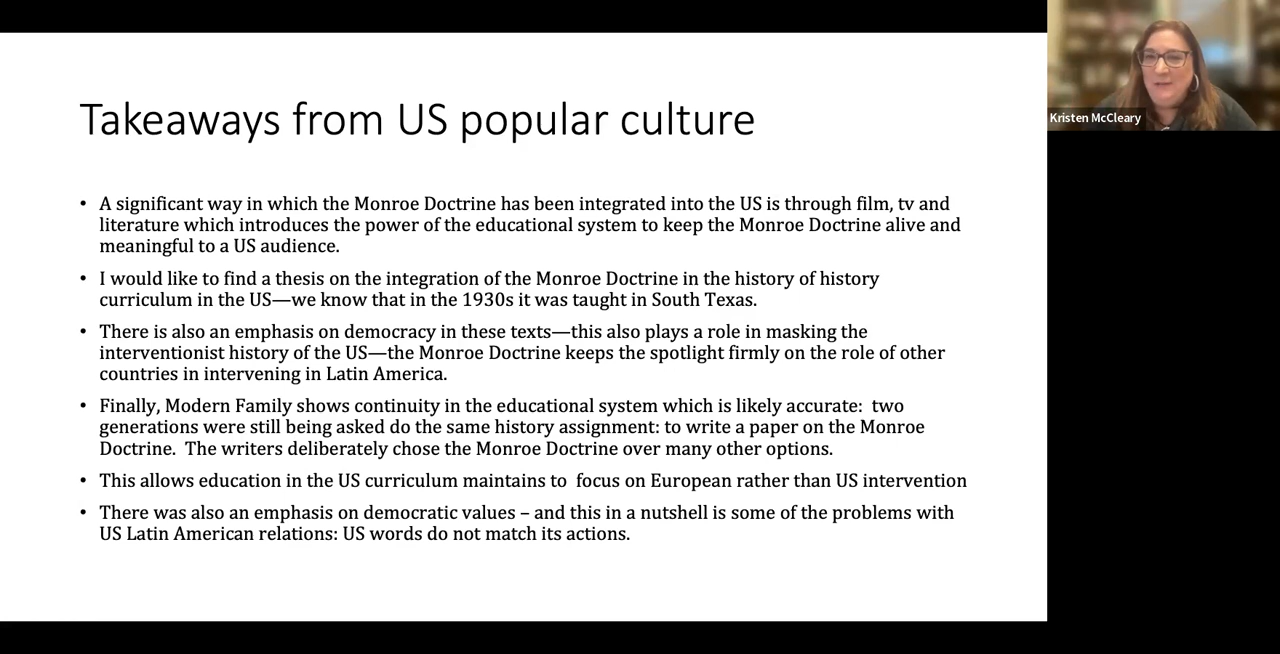 Takeaways from US popular culture
• A significant way in which the Monroe Doctrine has been integrated into the US is through film, tv and
literature which introduces the power of the educational system to keep the Monroe Doctrine alive and
meaningful to a US audience.
• I would like to find a thesis on the integration of the Monroe Doctrine in the history of history
curriculum in the US—we know that in the 1930s it was taught in South Texas.
• There is also an emphasis on democracy in these texts—this also plays a role in masking the
interventionist history of the US—the Monroe Doctrine keeps the spotlight firmly on the role of other
countries in intervening in Latin America.
• Finally, Modern Family shows continuity in the educational system which is likely accurate:  two
generations were still being asked do the same history assignment: to write a paper on the Monroe
Doctrine.  The writers deliberately chose the Monroe Doctrine over many other options.
• This allows education in the US curriculum maintains to  focus on European rather than US intervention
• There was also an emphasis on democratic values – and this in a nutshell is some of the problems with
US Latin American relations: US words do not match its actions.
Kristen McCleary